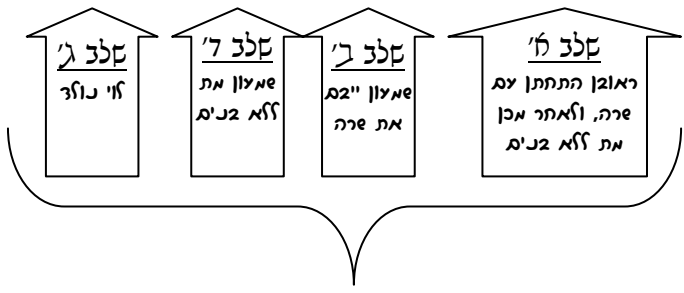 שלב א'
ראובן התחתן עם
שרה, ולאחר מכן
מת ללא בנים
שלב ב'
שמעון ייבם
את שרה
שלב ד'
שמעון מת
ללא בנים
שלב ג'
לוי נולד